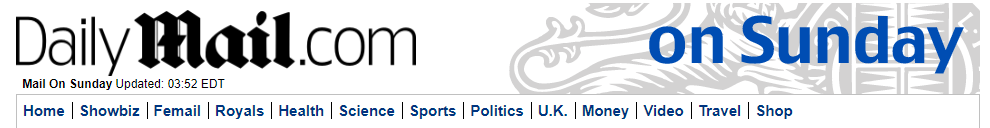 DailyMail.com on Sunday
Mail On Sunday Updated: 03:52 EDT
Home | Showbiz | Femail | Royals | Health | Science | Sports | Politics | U.K. | Money | Video | Travel | Shop